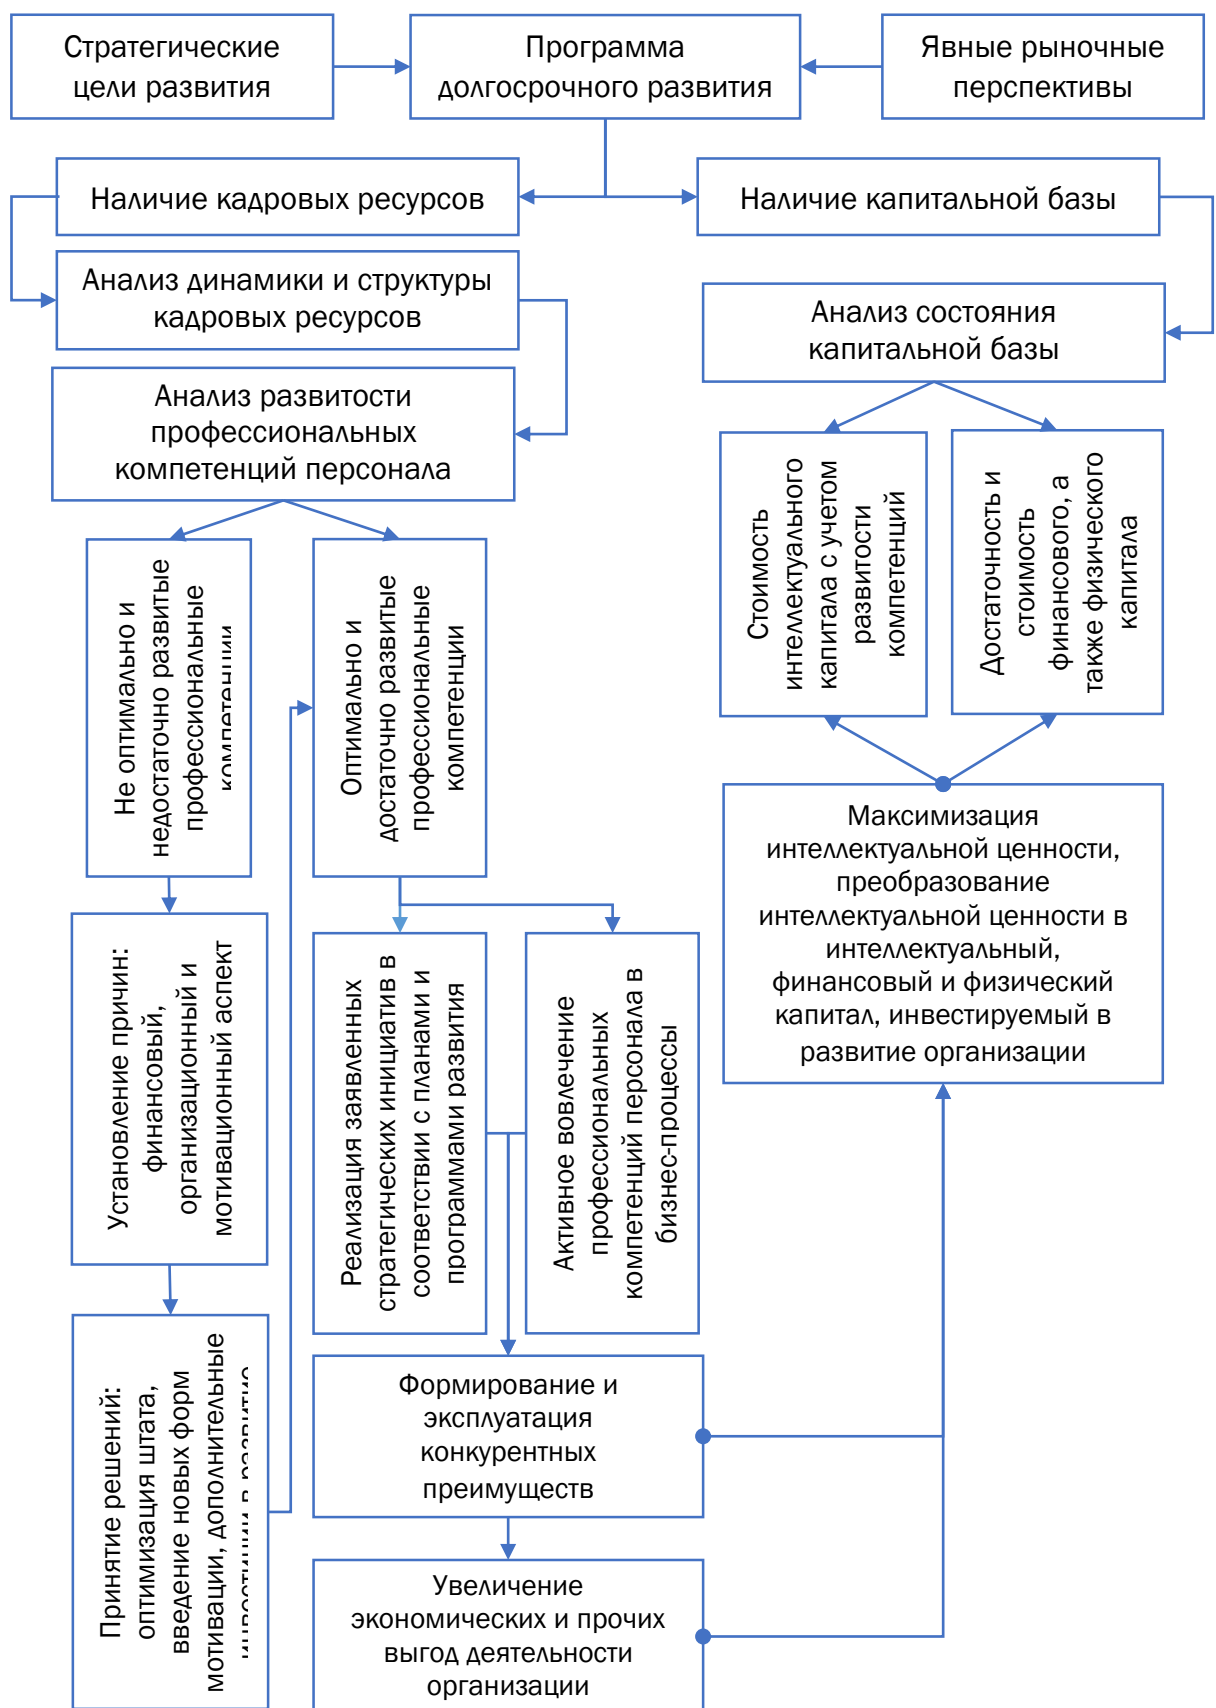 Стратегические
цели развития
Программа
долгосрочного развития
Явные рыночные
перспективы
Наличие кадровых ресурсов
Наличие капитальной базы
Анализ динамики и структуры
кадровых ресурсов
Анализ состояния
капитальной базы
Анализ развитости
профессиональных
компетенций персонала
Стоимость
интеллектуального
капитала с учетом
развитости
компетенций
Достаточность и
стоимость
финансового, а
также физического
капитала
Не оптимально и
недостаточно развитые
профессиональные
компетенции
Оптимально и
достаточно развитые
профессиональные
компетенции
Максимизация
интеллектуальной ценности,
преобразование
интеллектуальной ценности в
интеллектуальный,
финансовый и физический
капитал, инвестируемый в
развитие организации
Установление причин:
финансовый,
организационный и
мотивационный аспект
Реализация заявленных
стратегических инициатив в
соответствии с планами и
программами развития
Активное вовлечение
профессиональных
компетенций персонала в
бизнес-процессы
Принятие решений:
оптимизация штата,
введение новых форм
мотивации, дополнительные
инвестиции в развитие
Формирование и
эксплуатация
конкурентных
преимуществ
Увеличение
экономических и прочих
выгод деятельности
организации